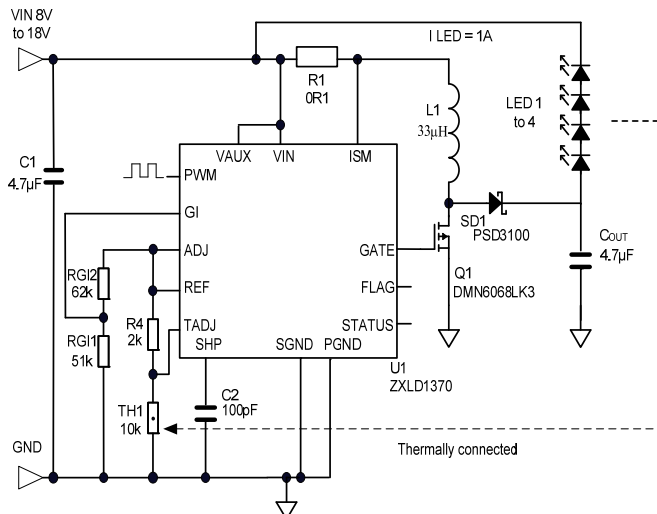 VIN 8V
to 18V
I LED = 1A
R1
0R1
L1
33µH
LED 1
to 4
C1
4.7µF
VAUX
VIN
ISM
PWM
GI
ADJ
REF
TADJ
SHP
SGND
PGND
GATE
FLAG
STATUS
U1
ZXLD1370
SD1
PSD3100
Q1
DMN6068LK3
COUT
4.7µF
RGI2
62k
RGI1
51k
R4
2k
TH1
10k
C2
100pF
GND
Thermally connected